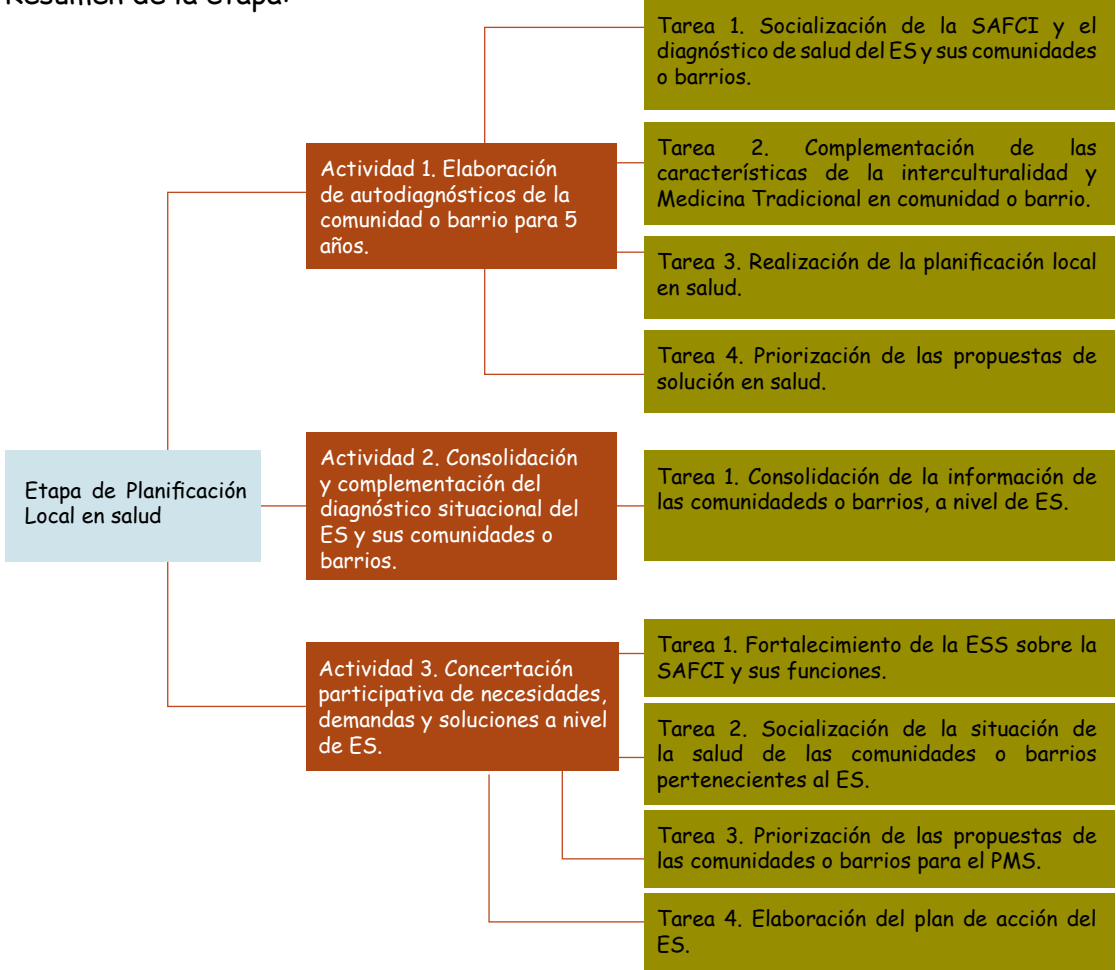 Resumen de la etapa:
Tarea 1. Socialización de la SAFCI y el
diagnóstico de salud del ES y sus comunidades
o barrios.
Actividad 1. Elaboración
de autodiagnósticos de la
comunidad o barrio para 5
años.
Tarea 2. Complementación de las
características de la interculturalidad y
Medicina Tradicional en comunidad o barrio.
Tarea 3. Realización de la planificación local
en salud.
Tarea 4. Priorización de las propuestas de
solución en salud.
Etapa de Planificación
Local en salud
Actividad 2. Consolidación
y complementación del
diagnóstico situacional del
ES y sus comunidades o
barrios.
Tarea 1. Consolidación de la información de
las comunidadeds o barrios, a nivel de ES.
Actividad 3. Concertación
participativa de necesidades,
demandas y soluciones a nivel
de ES.
Tarea 1. Fortalecimiento de la ESS sobre la
SAFCI y sus funciones.
Tarea 2. Socialización de la situación de
la salud de las comunidades o barrios
pertenecientes al ES.
Tarea 3. Priorización de las propuestas de
las comunidades o barrios para el PMS.
Tarea 4. Elaboración del plan de acción del
ES.